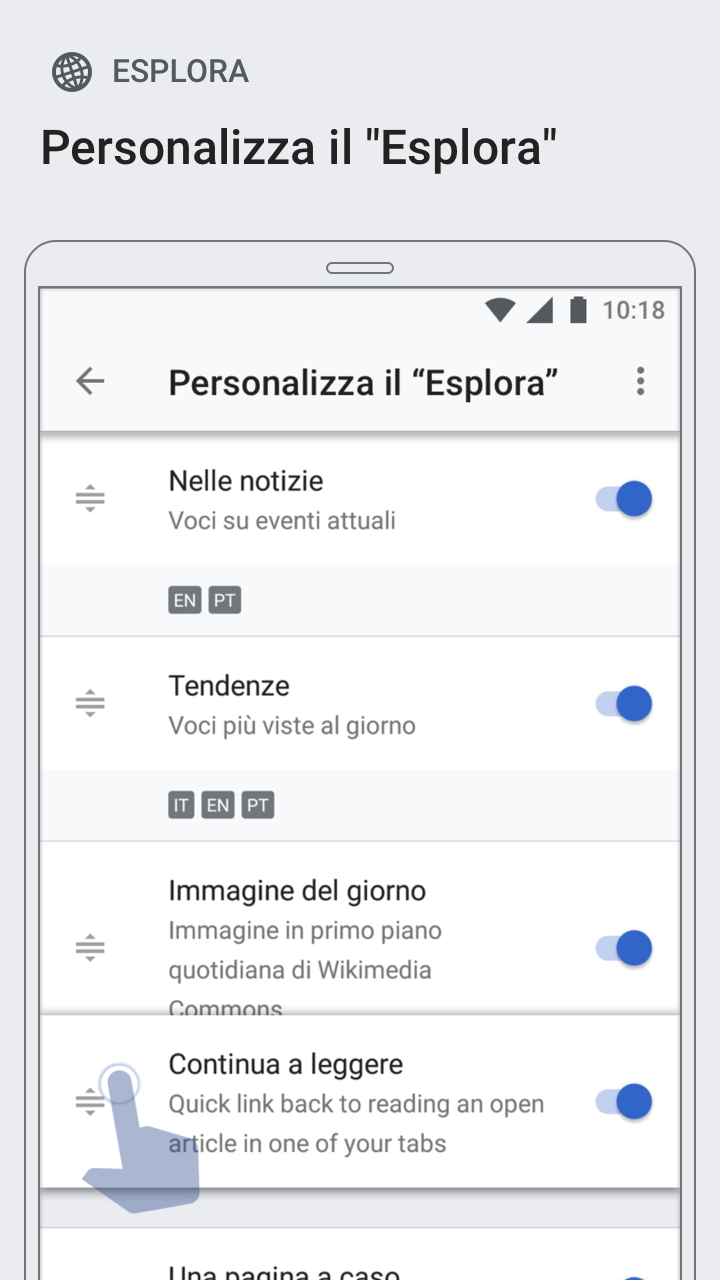 ESPLORA
Personalizza il "Esplora"
10:18
Personalizza il “Esplora”
Nelle notizie
Voci su eventi attuali
EN PT
Tendenze
Voci più viste al giorno
IT EN PT
Immagine del giorno
Immagine in primo piano
quotidiana di Wikimedia
Commons
Continua a leggere
Quick link back to reading an open
article in one of your tabs
Una pagina a caso